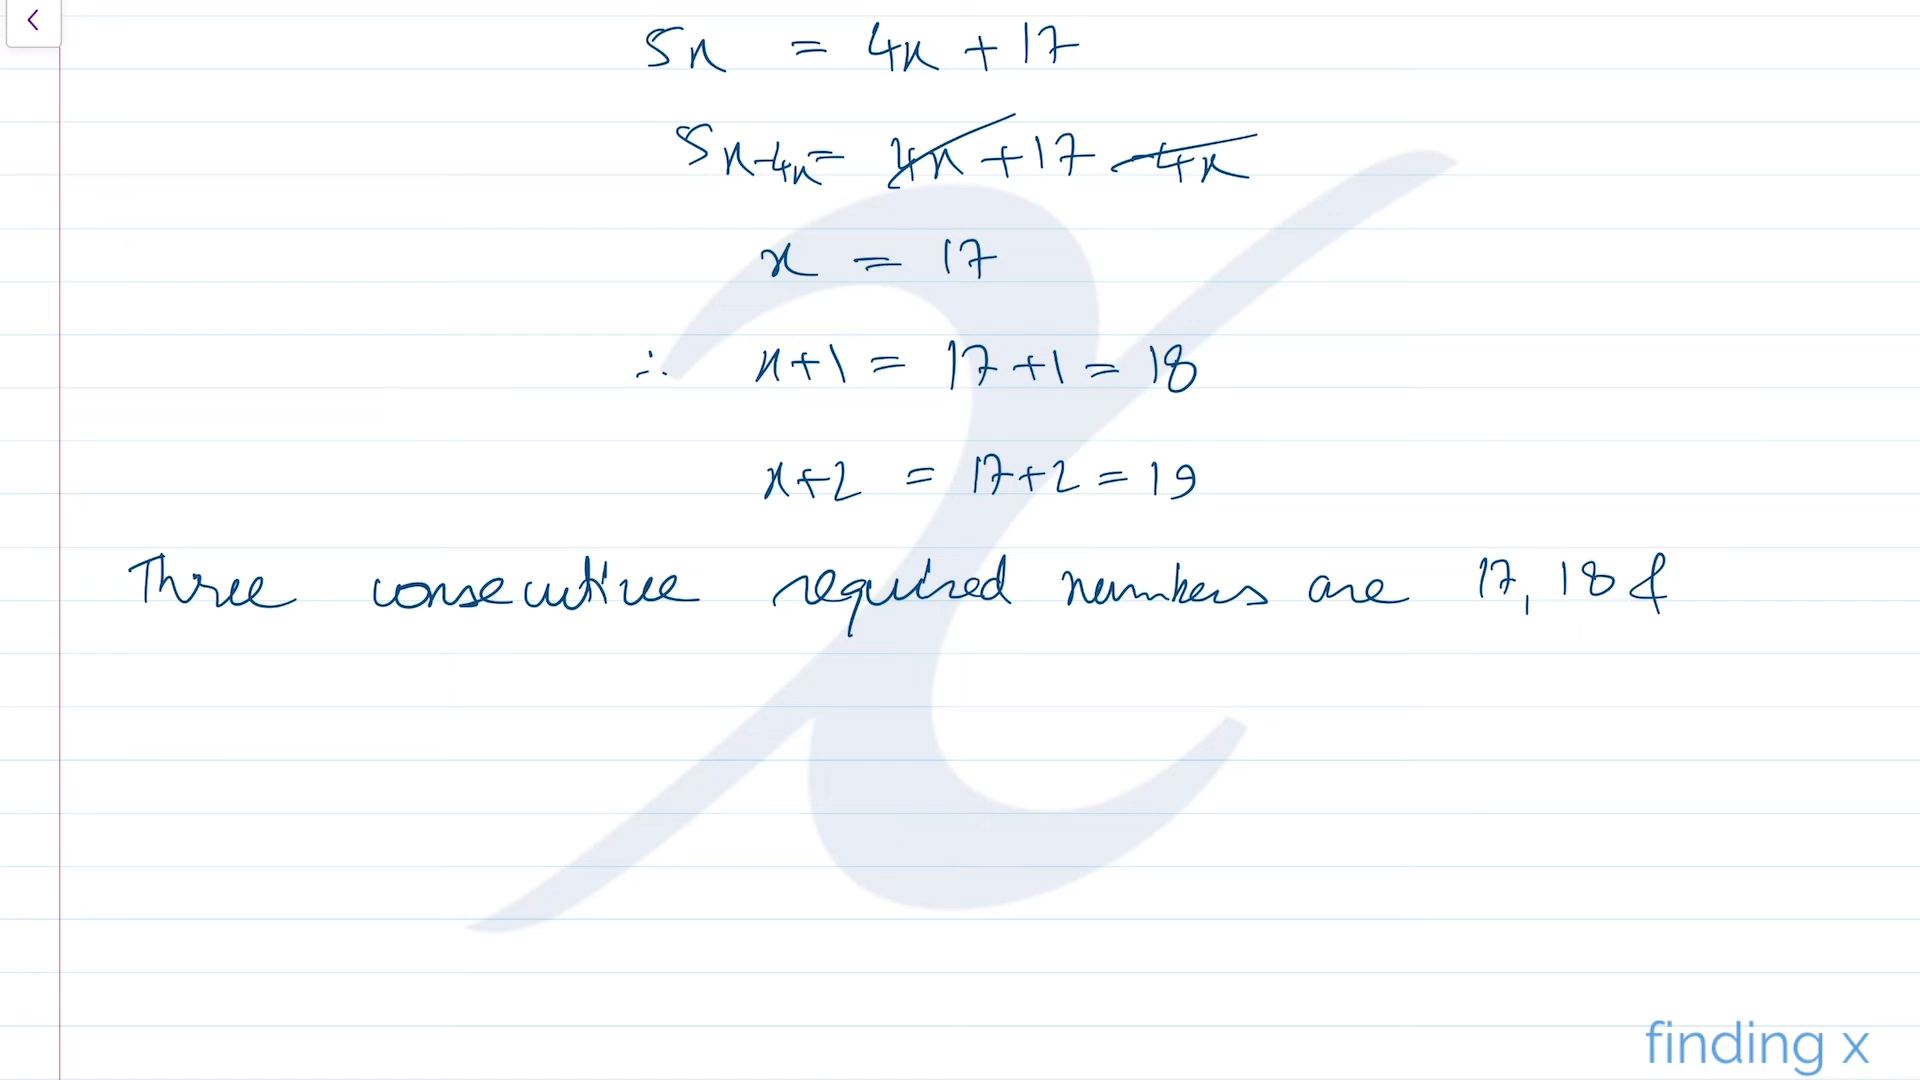 5x = 4x + 17
5x-4x = 4x + 17 - 4x
x = 17
∴ x+1 = 17+1 = 18
x+2 = 17+2 = 19
Three consecutive required numbers are 17, 18 &
finding x